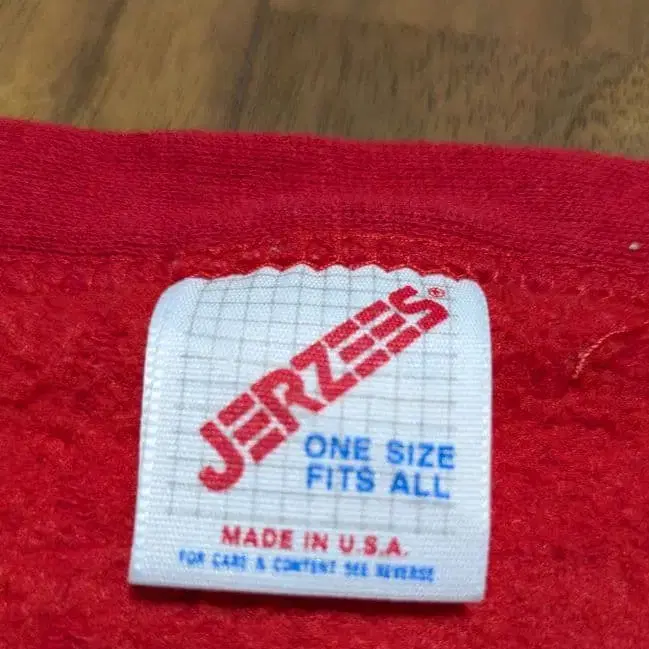 JERZEES®
ONE SIZE
FITS ALL
MADE IN U.S.A.
FOR CARE & CONTENT SEE REVERSE